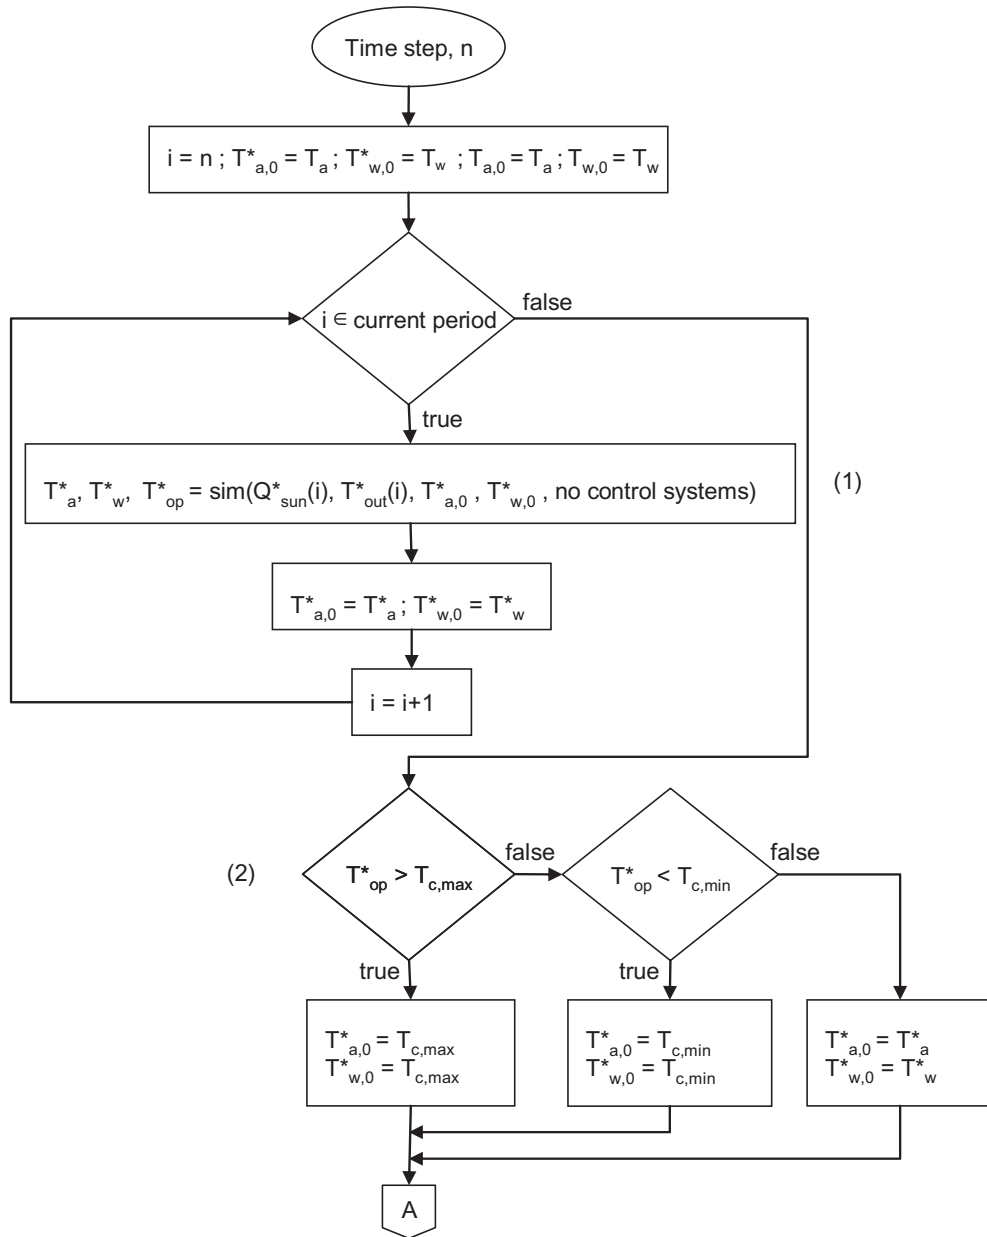 Time step, n
i = n ; T*a,0 = Ta ; T*w,0 = Tw ; Ta,0 = Ta ; Tw,0 = Tw
false
i ∈ current period
true
T*a, T*w, T*op = sim(Q*sun(i), T*out(i), T*a,0 , T*w,0 , no control systems)
(1)
T*a,0 = T*a ; T*w,0 = T*w
i = i+1
(2)
T*op > Tc,max
false
T*op < Tc,min
false
true
true
T*a,0 = Tc,max
T*w,0 = Tc,max
T*a,0 = Tc,min
T*w,0 = Tc,min
T*a,0 = T*a
T*w,0 = T*w
A